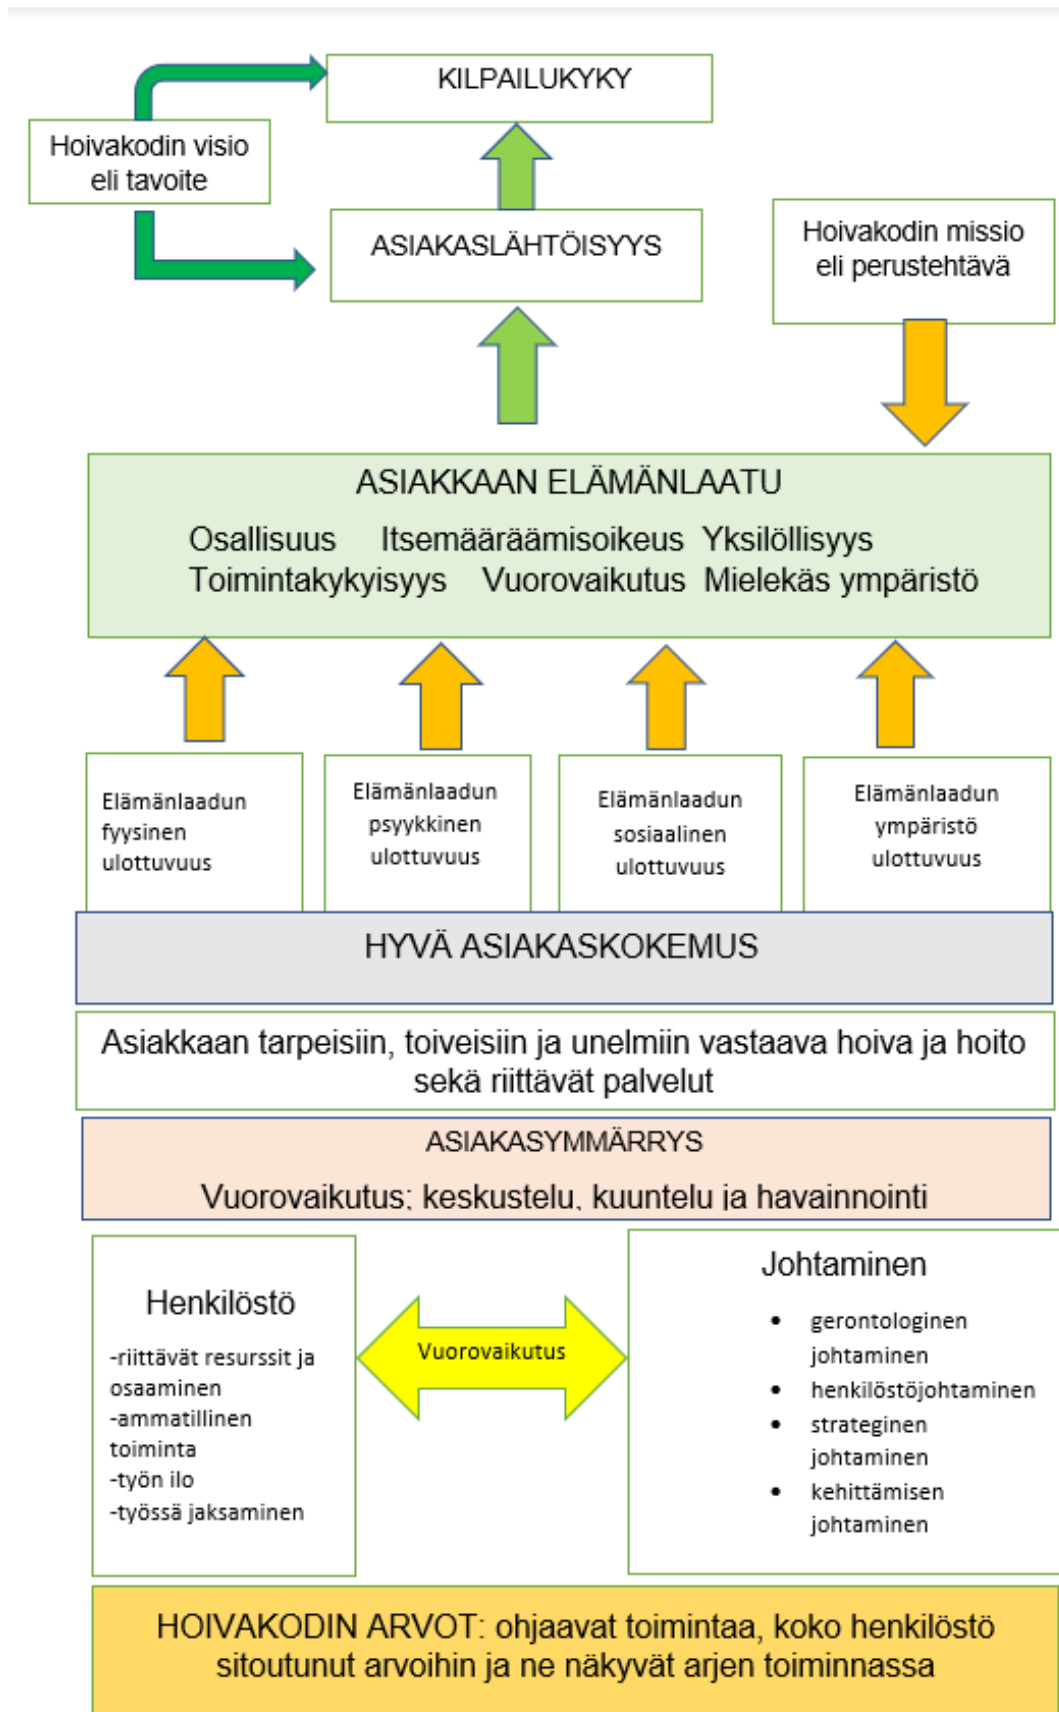 KILPAILUKYKY
Hoivakodin visio
eli tavoite
ASIAKASLÄHTÖISYYS
Hoivakodin missio
eli perustehtävä
ASIAKKAAN ELÄMÄNLAATU
Osallisuus Itsemääräämisoikeus Yksilöllisyys
Toimintakykyisyys Vuorovaikutus Mielekäs ympäristö
Elämänlaadun
fyysinen
ulottuvuus
Elämänlaadun
psyykkinen
ulottuvuus
Elämänlaadun
sosiaalinen
ulottuvuus
Elämänlaadun
ympäristö
ulottuvuus
HYVÄ ASIAKASKOKEMUS
Asiakkaan tarpeisiin, toiveisiin ja unelmiin vastaava hoiva ja hoito
sekä riittävät palvelut
ASIAKASYMMÄRRYS
Vuorovaikutus: keskustelu, kuuntelu ja havainnointi
Henkilöstö
-riittävät resurssit ja
osaaminen
-ammatillinen
toiminta
-työn ilo
-työssä jaksaminen
Vuorovaikutus
Johtaminen
• gerontologinen
johtaminen
• henkilöstöjohtaminen
• strateginen
johtaminen
• kehittämisen
johtaminen
HOIVAKODIN ARVOT: ohjaavat toimintaa, koko henkilöstö
sitoutunut arvoihin ja ne näkyvät arjen toiminnassa